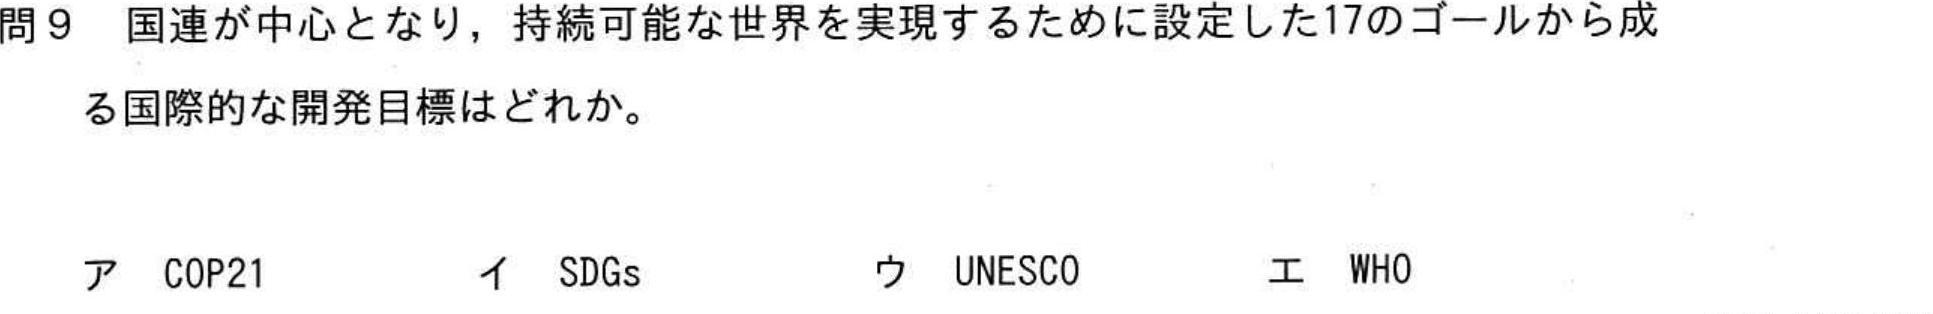 問９　国連が中心となり，持続可能な世界を実現するために設定した17のゴールから成
る国際的な開発目標はどれか。
ア　COP21　イ　SDGs　ウ　UNESCO　エ　WHO